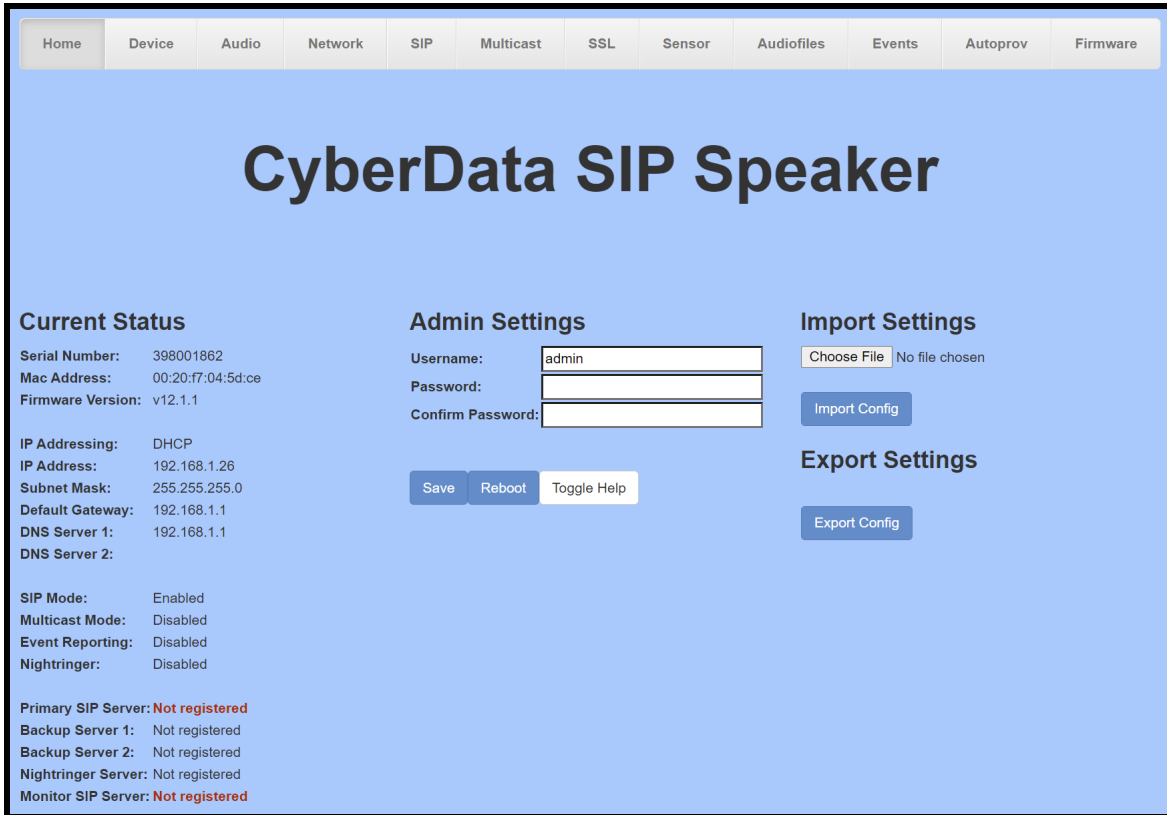 Home Device Audio Network SIP Multicast SSL Sensor Audiofiles Events Autoprov Firmware
CyberData SIP Speaker
Current Status
Serial Number: 398001862
Mac Address: 00:20:f7:04:5d:ce
Firmware Version: v12.1.1
IP Addressing: DHCP
IP Address: 192.168.1.26
Subnet Mask: 255.255.255.0
Default Gateway: 192.168.1.1
DNS Server 1: 192.168.1.1
DNS Server 2:
SIP Mode: Enabled
Multicast Mode: Disabled
Event Reporting: Disabled
Nightringer: Disabled
Primary SIP Server: Not registered
Backup Server 1: Not registered
Backup Server 2: Not registered
Nightringer Server: Not registered
Monitor SIP Server: Not registered
Admin Settings
Username: admin
Password:
Confirm Password:
Save Reboot Toggle Help
Import Settings
Choose File No file chosen
Import Config
Export Settings
Export Config